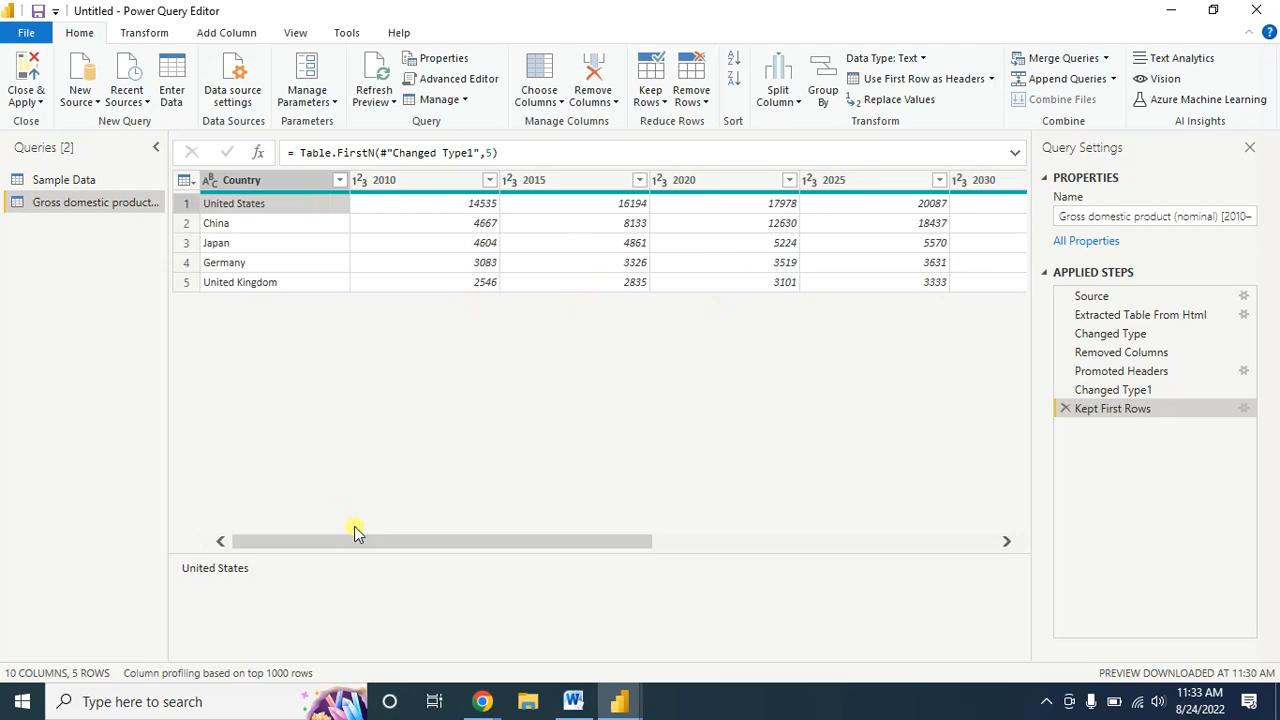 Untitled - Power Query Editor
File Home Transform Add Column View Tools Help
Close & Apply
New Source
Recent Sources
Enter Data
Data source settings
Manage Parameters
Refresh Preview
Properties
Advanced Editor
Manage
Choose Columns
Remove Columns
Keep Rows
Remove Rows
Split Column
Group By
Data Type: Text
Use First Row as Headers
Replace Values
Merge Queries
Append Queries
Combine Files
Text Analytics
Vision
Azure Machine Learning
Close New Query Data Sources Parameters Query Manage Columns Reduce Rows Sort Transform Combine AI Insights
Queries [2]
Sample Data
Gross domestic product...
= Table.FirstN(#"Changed Type1",5)
Country 2010 2015 2020 2025 2030
1 United States 14535 16194 17978 20087
2 China 4667 8133 12630 18437
3 Japan 4604 4861 5224 5570
4 Germany 3083 3326 3519 3631
5 United Kingdom 2546 2835 3101 3333
United States
Query Settings
PROPERTIES
Name
Gross domestic product (nominal) [2010–
All Properties
APPLIED STEPS
Source
Extracted Table From Html
Changed Type
Removed Columns
Promoted Headers
Changed Type1
Kept First Rows
10 COLUMNS, 5 ROWS Column profiling based on top 1000 rows
PREVIEW DOWNLOADED AT 11:30 AM
Type here to search
11:33 AM
8/24/2022